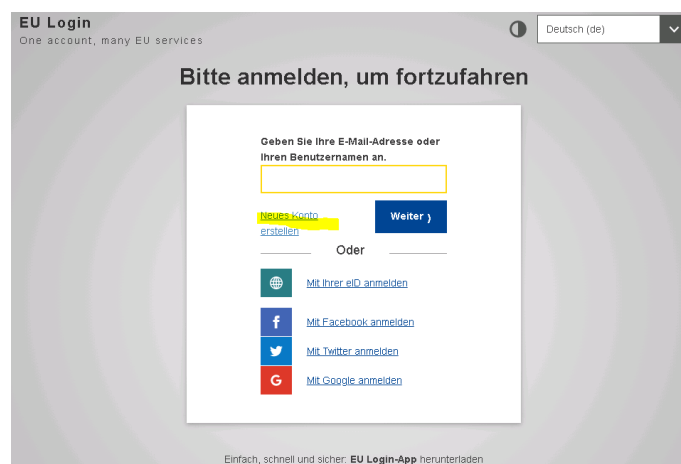 EU Login
One account, many EU services
Deutsch (de)
Bitte anmelden, um fortzufahren
Geben Sie Ihre E-Mail-Adresse oder
Ihren Benutzernamen an.
Neues Konto
erstellen
Weiter ⟩
Oder
Mit Ihrer eID anmelden
f
Mit Facebook anmelden
Mit Twitter anmelden
G
Mit Google anmelden
Einfach, schnell und sicher: EU Login-App herunterladen